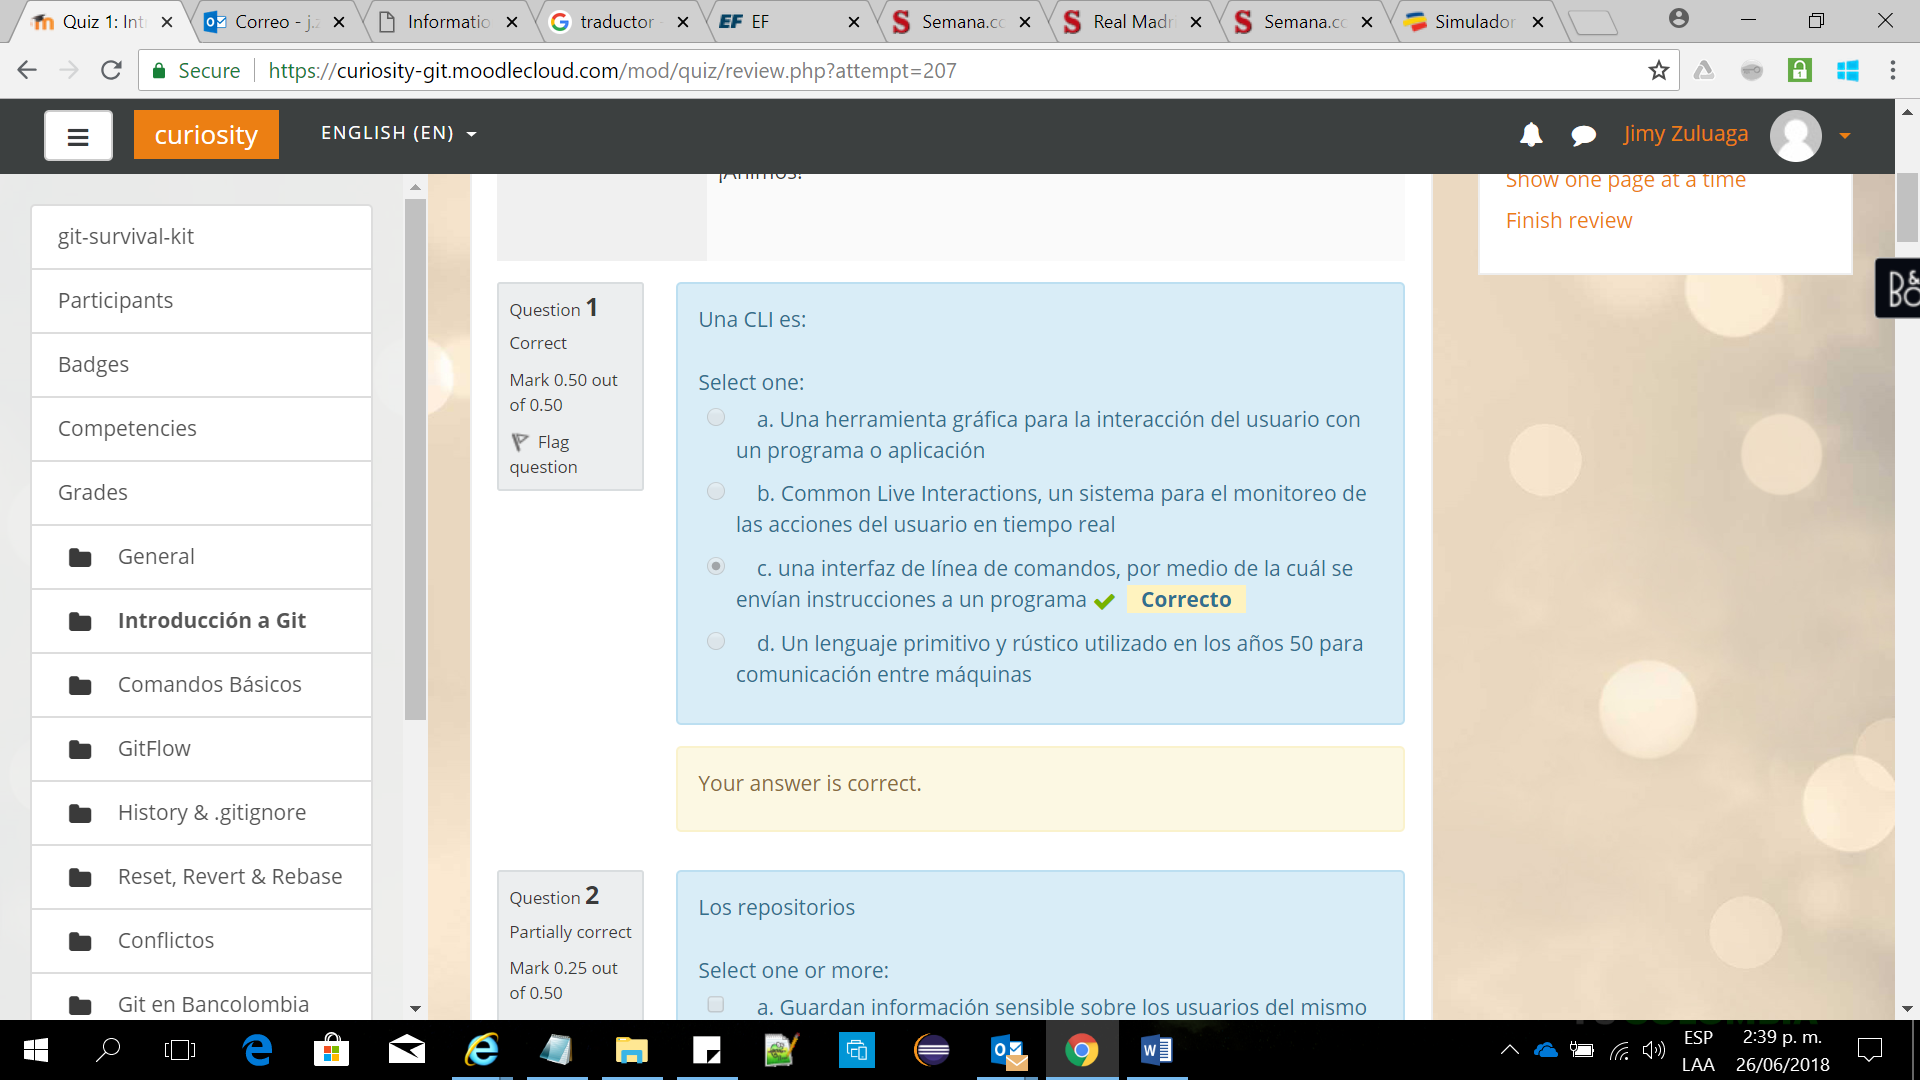 Quiz 1: Int
Correo - j.z
Informatio
traductor -
EF EF
S Semana.co
S Real Madr
S Semana.co
Simulador
Secure https://curiosity-git.moodlecloud.com/mod/quiz/review.php?attempt=207
curiosity
ENGLISH (EN)
Jimy Zuluaga
git-survival-kit
Participants
Badges
Competencies
Grades
General
Introducción a Git
Comandos Básicos
GitFlow
History & .gitignore
Reset, Revert & Rebase
Conflictos
Git en Bancolombia
¡Ánimos!
Question 1
Correct
Mark 0.50 out
of 0.50
Flag
question
Una CLI es:
Select one:
a. Una herramienta gráfica para la interacción del usuario con
un programa o aplicación
b. Common Live Interactions, un sistema para el monitoreo de
las acciones del usuario en tiempo real
c. una interfaz de línea de comandos, por medio de la cuál se
envían instrucciones a un programa Correcto
d. Un lenguaje primitivo y rústico utilizado en los años 50 para
comunicación entre máquinas
Your answer is correct.
Question 2
Partially correct
Mark 0.25 out
of 0.50
Los repositorios
Select one or more:
a. Guardan información sensible sobre los usuarios del mismo
Show one page at a time
Finish review
B&
BO
ESP
LAA
2:39 p. m.
26/06/2018